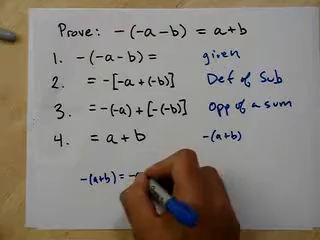 Prove: -(-a-b) = a+b
1. -(-a-b) = given
2. = -[-a+(-b)] Def of Sub
3. = -(-a)+[-(-b)] Opp of a sum
4. = a+b -(a+b)
-(a+b) = -a